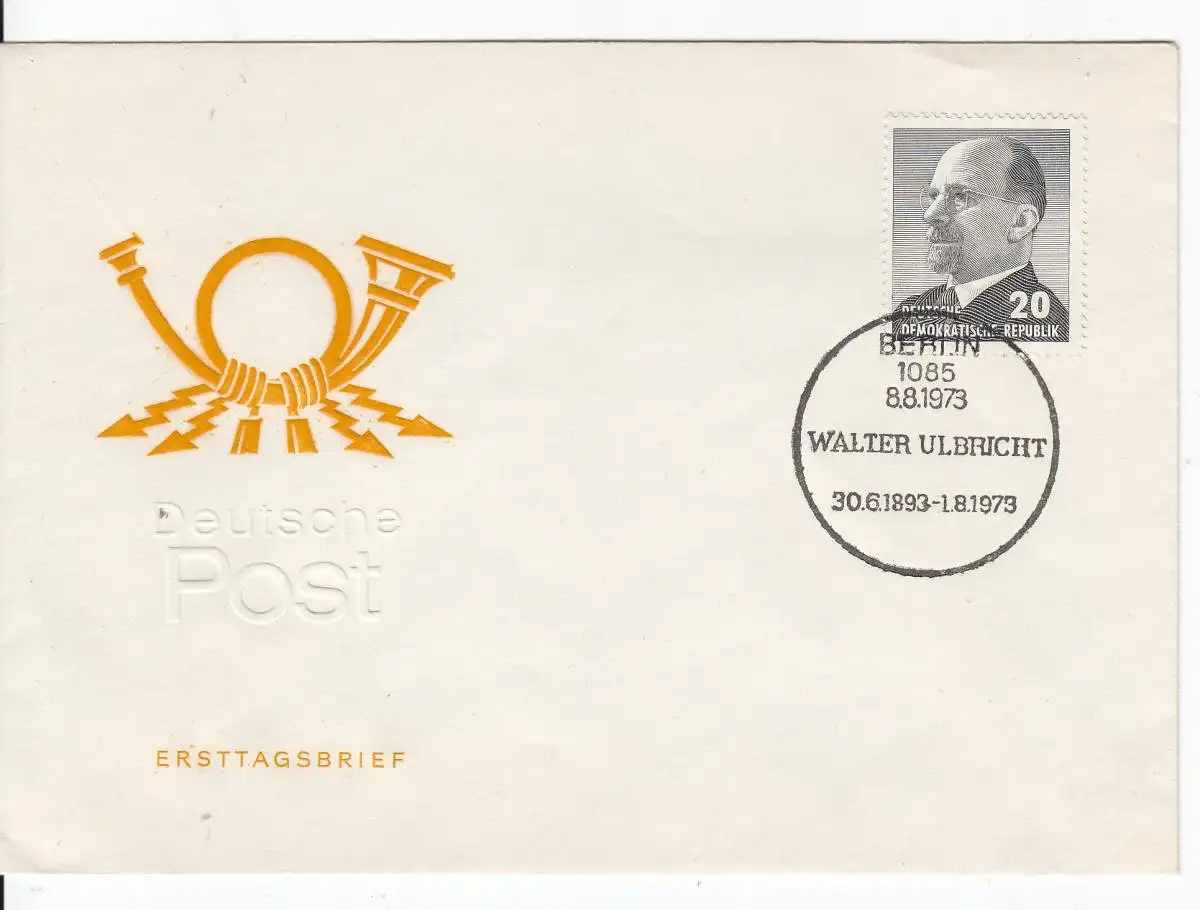 20
DEUTSCHE
DEMOKRATISCHE REPUBLIK
BERLIN
1085
8.8.1973
WALTER ULBRICHT
30.6.1893-1.8.1973
Deutsche
Post
ERSTTAGSBRIEF